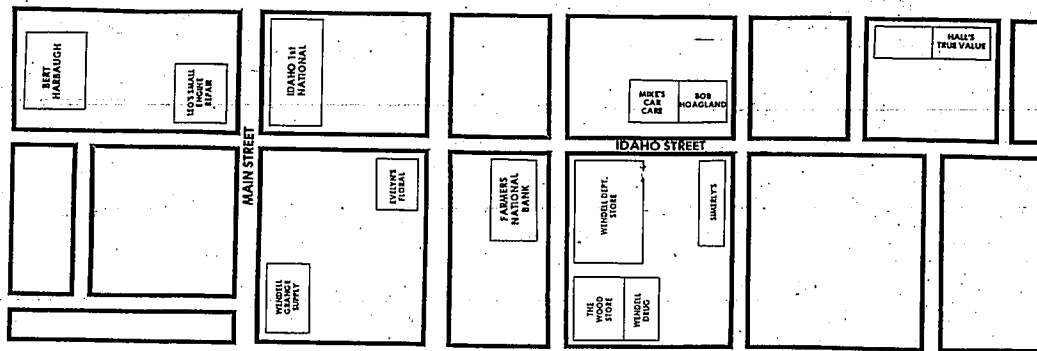 BERT
HARBAUGH
LEO'S SMALL
ENGINE
REPAIR
IDAHO 1st
NATIONAL
MIKE'S
CAR
CARE
BOB
HOAGLAND
HALL'S
TRUE VALUE
MAIN STREET
IDAHO STREET
EVELYN'S
FLORAL
FARMERS
NATIONAL
BANK
WENDELL DEPT.
STORE
SIMERLY'S
WENDELL
GRANGE
SUPPLY
THE
WOOD
STORE
WENDELL
DRUG